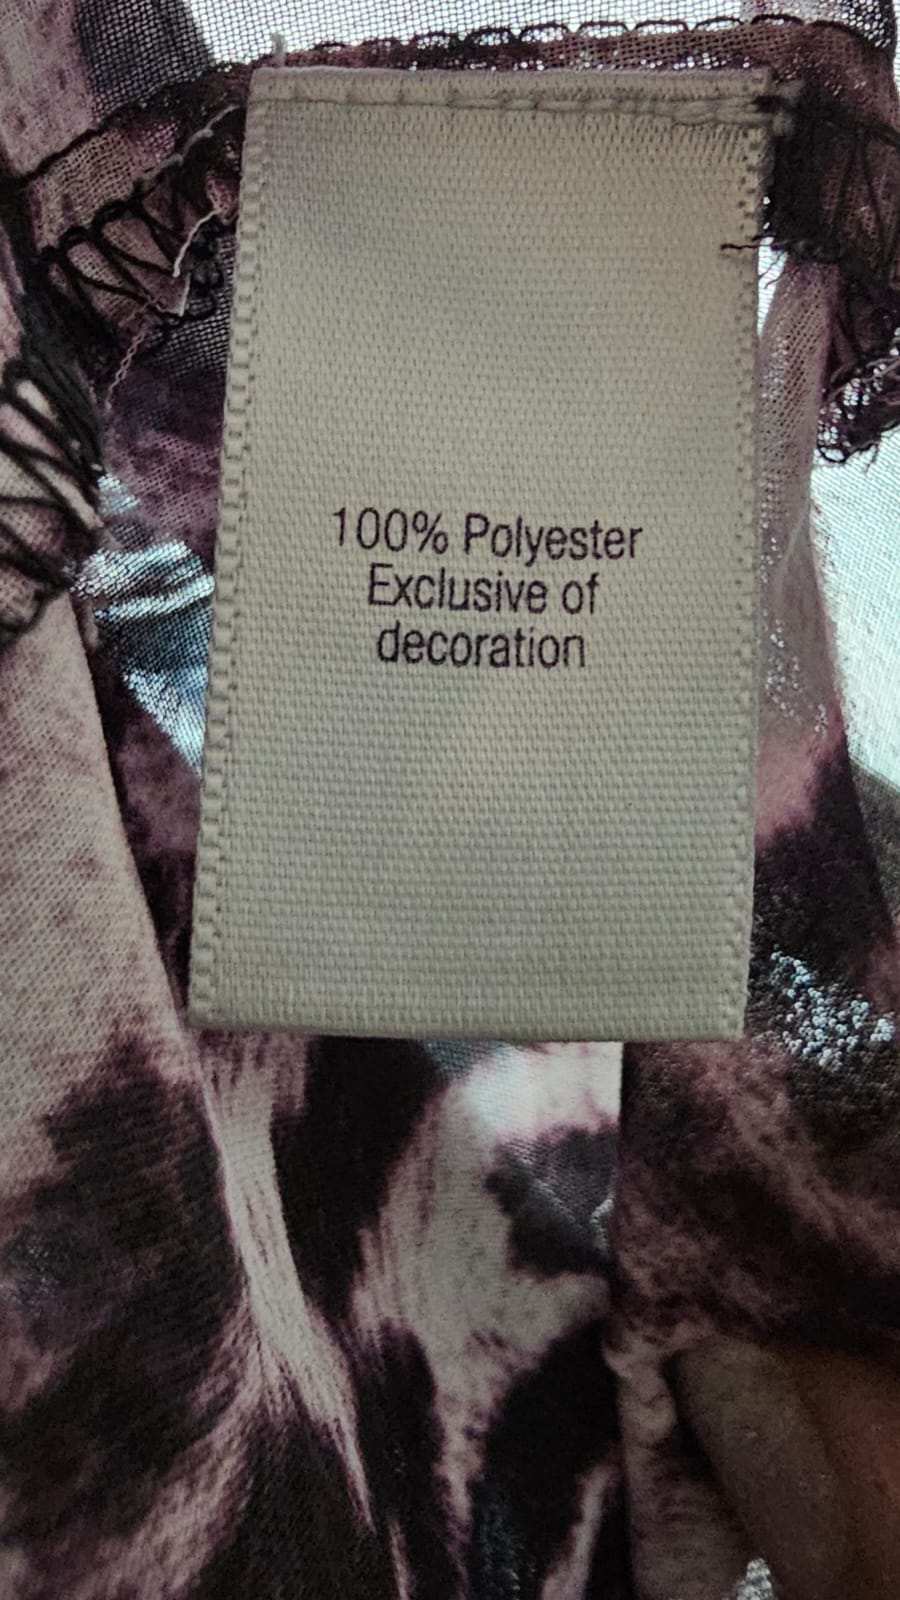 100% Polyester
Exclusive of
decoration